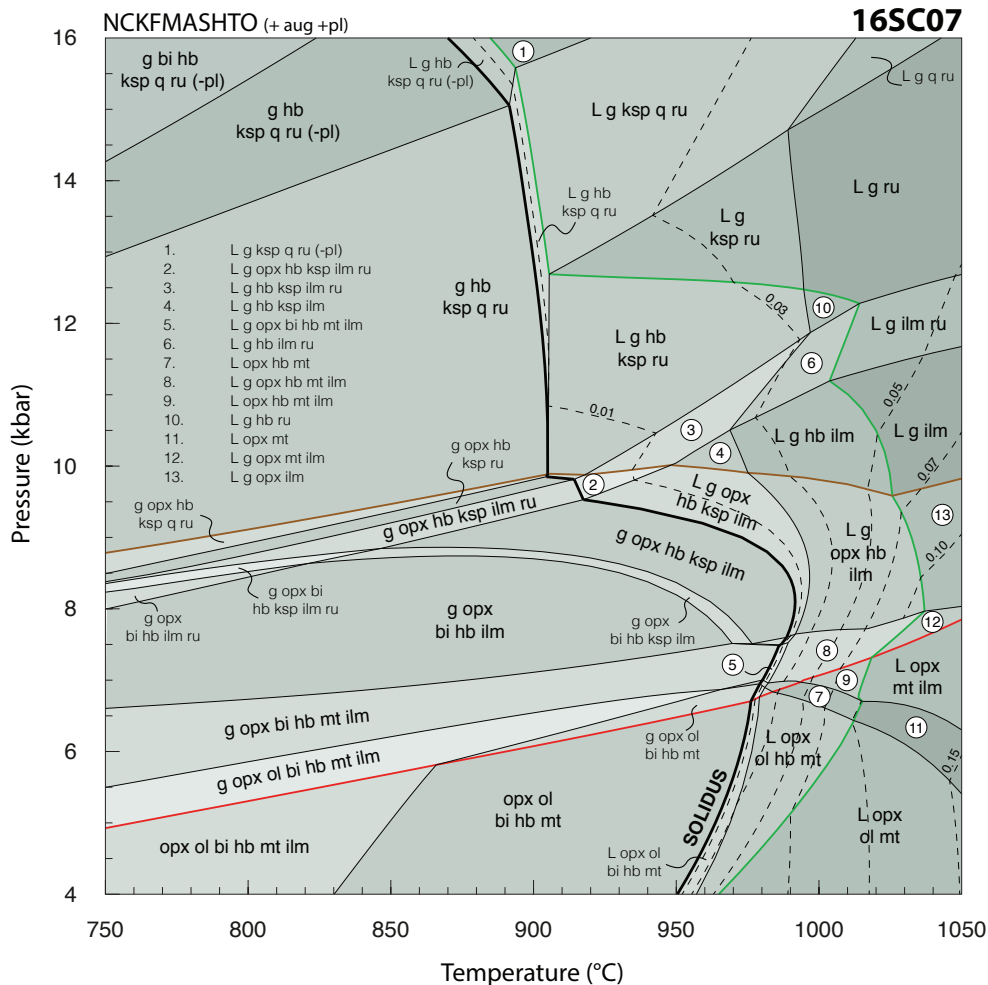 NCKFMASHTO (+ aug +pl)
16SC07
16
14
12
10
8
6
4
Pressure (kbar)
750
800
850
900
950
1000
1050
Temperature (°C)
g bi hb
ksp q ru (-pl)
g hb
ksp q ru (-pl)
L g hb
ksp q ru (-pl)
1
L g ksp q ru
L g q ru
L g ru
L g
ksp ru
L g hb
ksp q ru
g hb
ksp q ru
1. L g ksp q ru (-pl)
2. L g opx hb ksp ilm ru
3. L g hb ksp ilm ru
4. L g hb ksp ilm
5. L g opx bi hb mt ilm
6. L g hb ilm ru
7. L opx hb mt
8. L g opx hb mt ilm
9. L opx hb mt ilm
10. L g hb ru
11. L opx mt
12. L g opx mt ilm
13. L g opx ilm
L g hb
ksp ru
0.03
10
L g ilm ru
6
0.01
3
0.05
L g hb ilm
L g ilm
4
0.07
g opx hb
ksp ru
2
g opx hb
ksp q ru
g opx hb ksp ilm ru
L g opx
hb ksp ilm
13
g opx hb ksp ilm
L g
opx hb
ilm
0.10
g opx bi
hb ksp ilm ru
g opx
bi hb ilm ru
g opx
bi hb ilm
g opx
bi hb ksp ilm
12
8
5
9
7
L opx
mt ilm
11
g opx bi hb mt ilm
g opx ol bi hb mt ilm
g opx ol
bi hb mt
L opx
ol hb mt
0.15
opx ol
bi hb mt
SOLIDUS
L opx
ol mt
opx ol bi hb mt ilm
L opx ol
bi hb mt